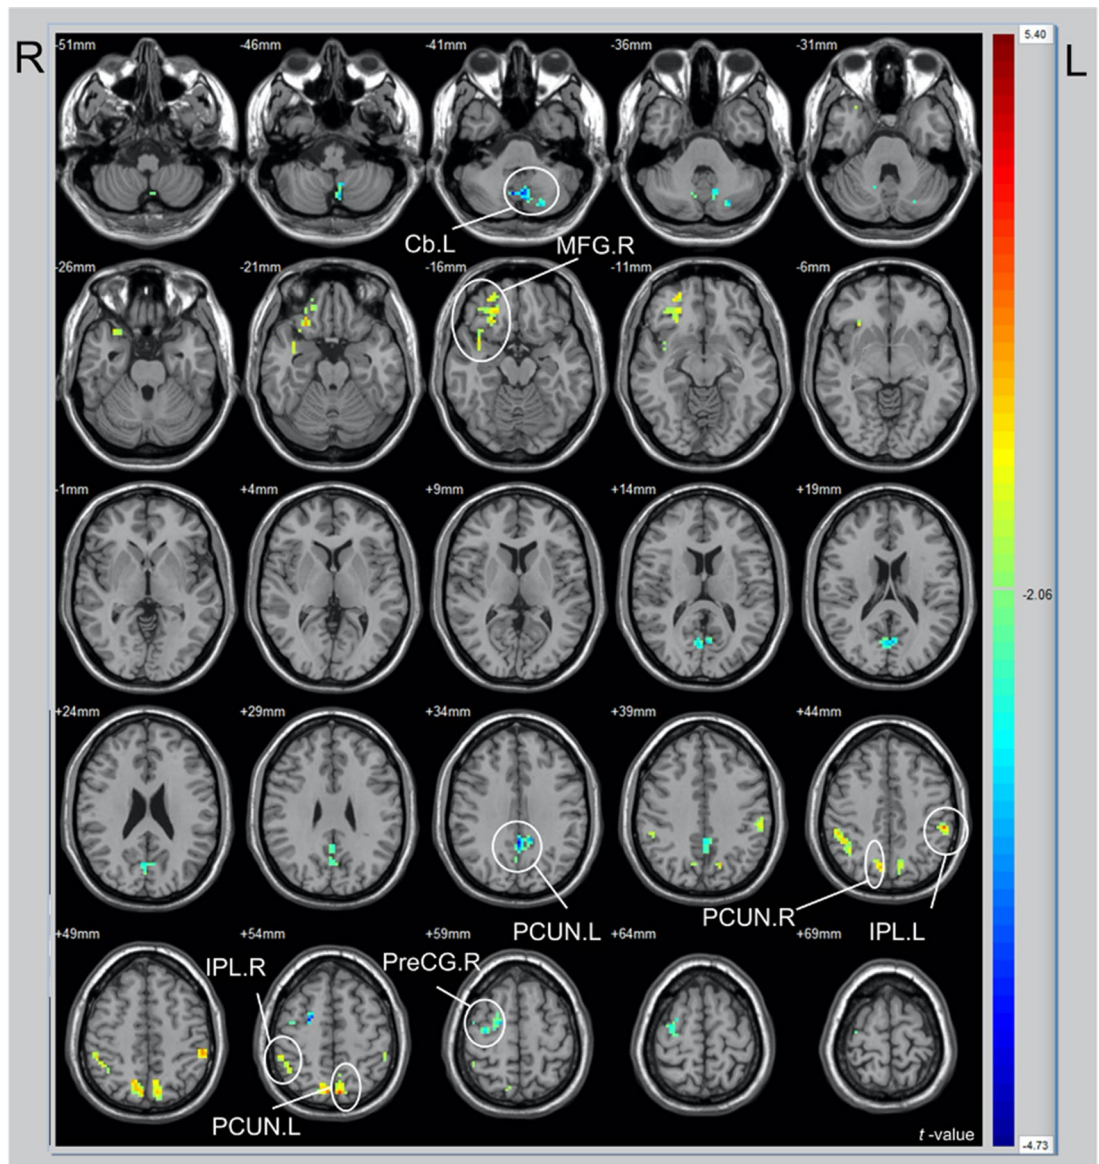 R
L
5.40
-51mm
-46mm
-41mm
-36mm
-31mm
Cb.L
MFG.R
-26mm
-21mm
-16mm
-11mm
-6mm
-1mm
+4mm
+9mm
+14mm
+19mm
-2.06
+24mm
+29mm
+34mm
+39mm
+44mm
PCUN.L
PCUN.R
IPL.L
+49mm
+54mm
+59mm
+64mm
+69mm
IPL.R
PreCG.R
PCUN.L
t -value
-4.73